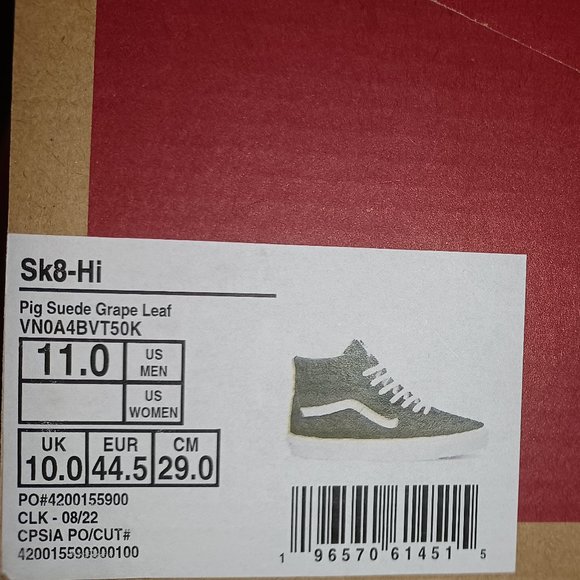 Sk8-Hi
Pig Suede Grape Leaf
VN0A4BVT50K
11.0 US MEN
US WOMEN
UK EUR CM
10.0 44.5 29.0
PO#4200155900
CLK - 08/22
CPSIA PO/CUT#
420015590000100
1 96570 61451 5